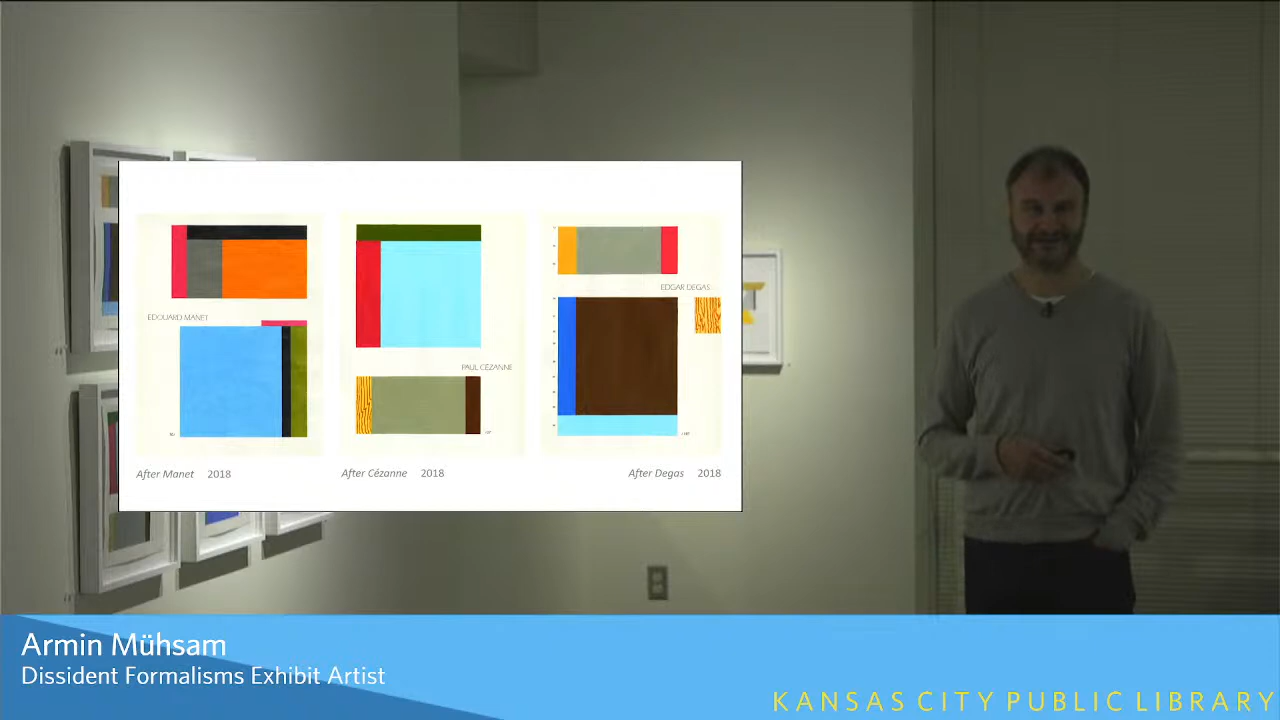 EDOUARD MANET
PAUL CÉZANNE
EDGAR DEGAS
After Manet 2018
After Cézanne 2018
After Degas 2018
Armin Mühsam
Dissident Formalisms Exhibit Artist
KANSAS CITY PUBLIC LIBRARY